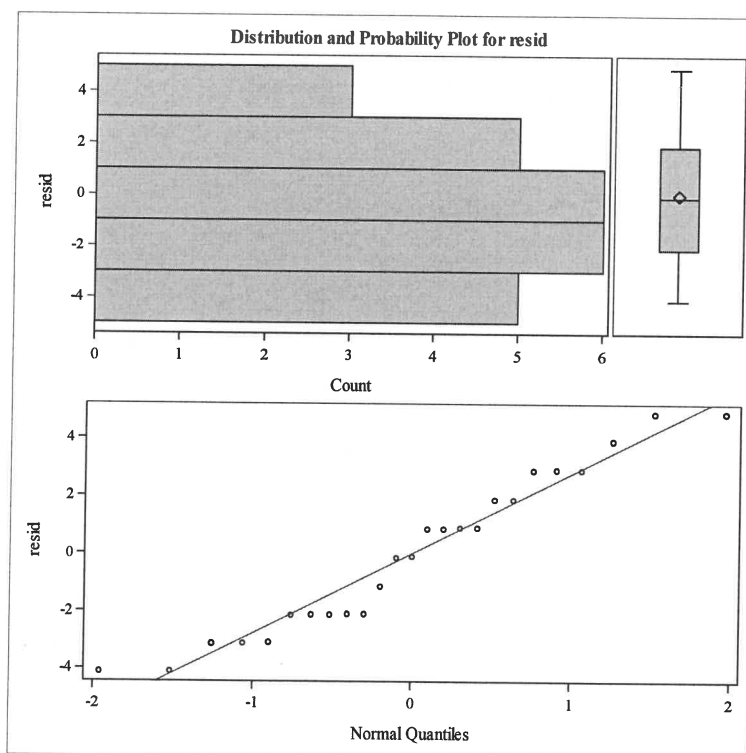 Distribution and Probability Plot for resid
4
2
0
-2
-4
resid
0 1 2 3 4 5 6
Count
4
2
0
-2
-4
resid
-2 -1 0 1 2
Normal Quantiles